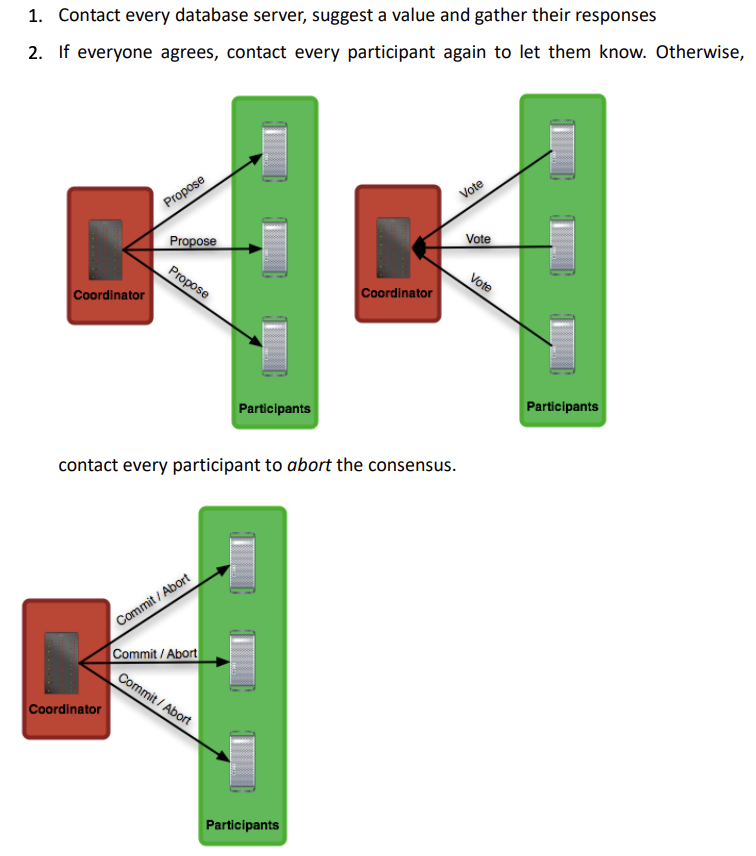 1. Contact every database server, suggest a value and gather their responses
2. If everyone agrees, contact every participant again to let them know. Otherwise,
Propose
Propose
Propose
Coordinator
Participants
Vote
Vote
Vote
Coordinator
Participants
contact every participant to abort the consensus.
Commit / Abort
Commit / Abort
Commit / Abort
Coordinator
Participants